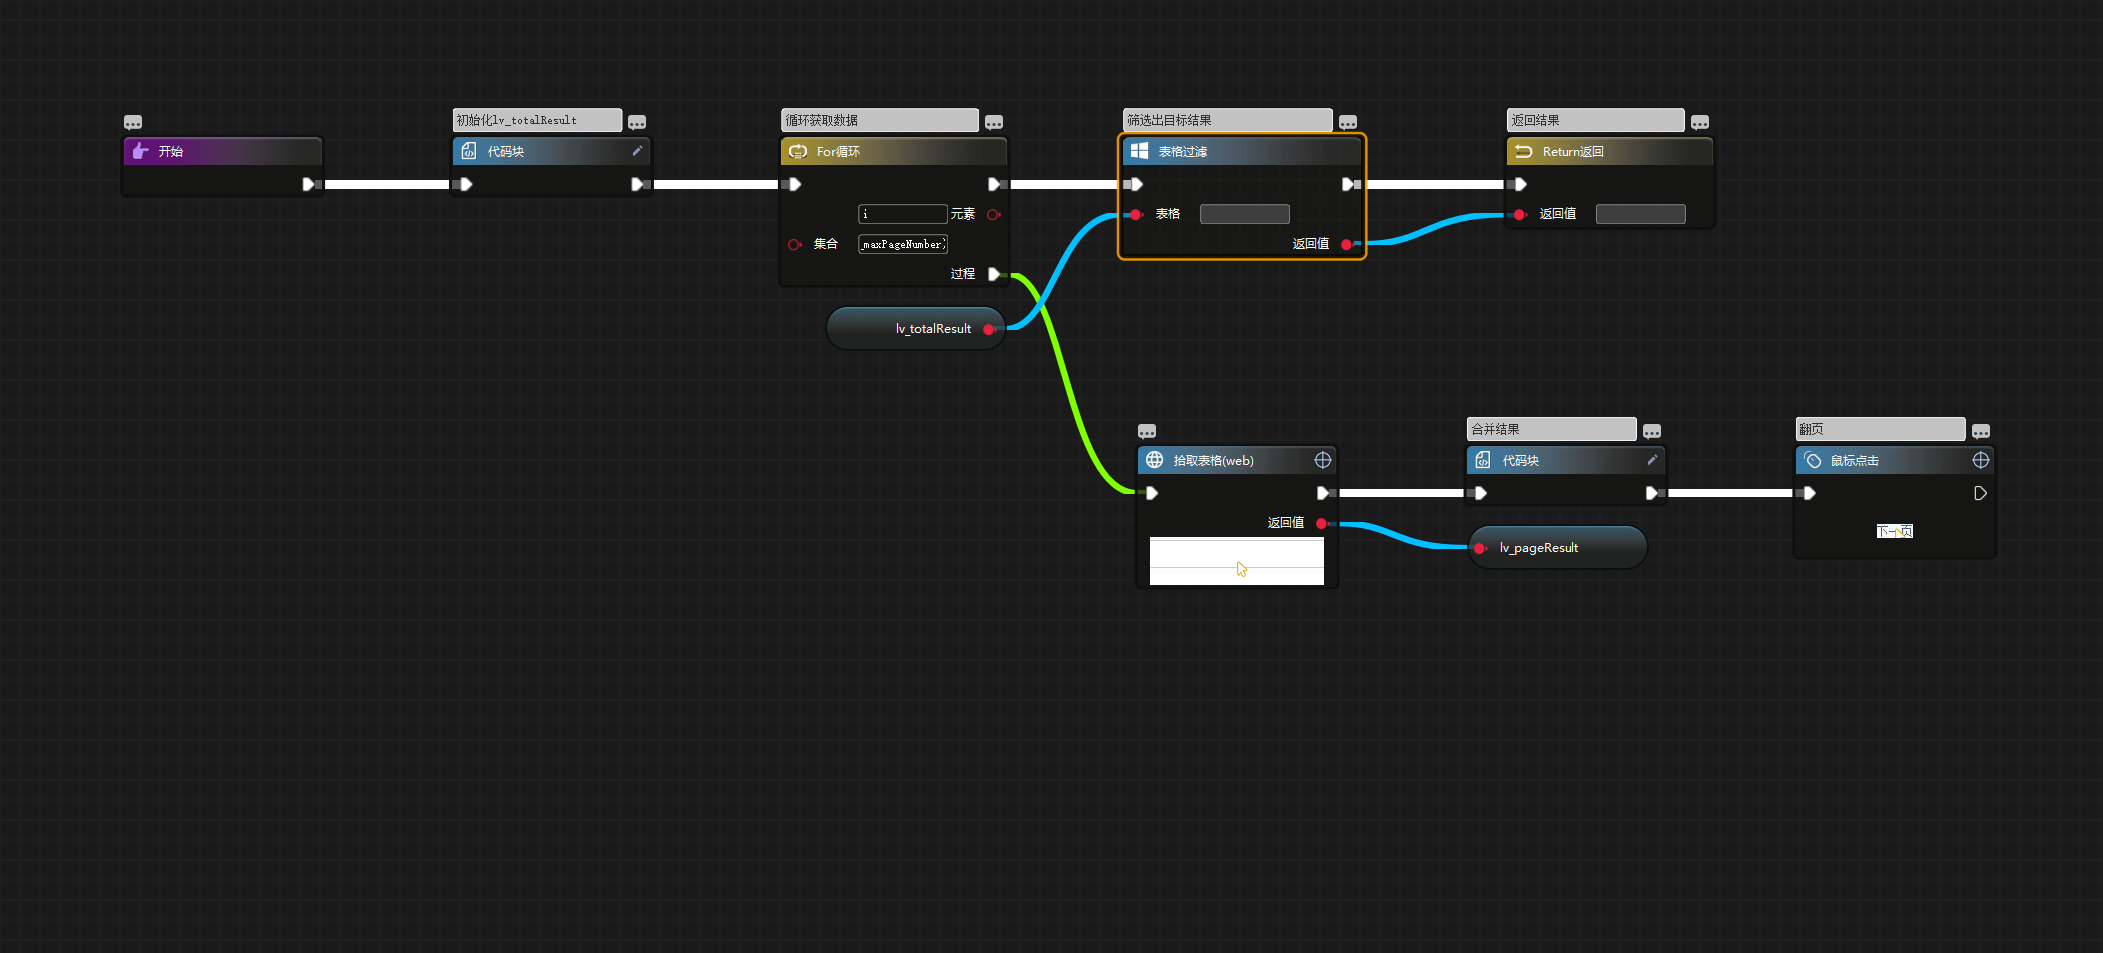 初始化lv_totalResult
循环获取数据
筛选出目标结果
返回结果
开始
代码块
For循环
表格过滤
Return返回
i
元素
表格
返回值
集合
_maxPageNumber)
返回值
过程
lv_totalResult
合并结果
翻页
拾取表格(web)
代码块
鼠标点击
返回值
下一页
lv_pageResult